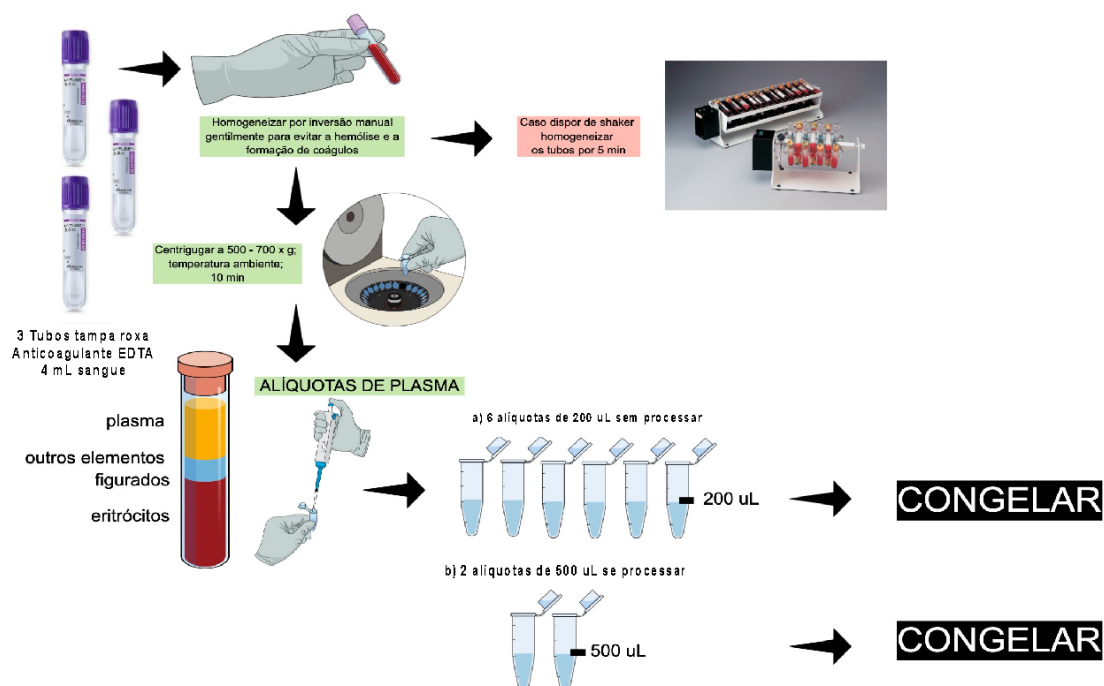 Homogeneizar por inversão manual
gentilmente para evitar a hemólise e a
formação de coágulos
Caso dispor de shaker
homogeneizar
os tubos por 5 min
Centrigugar a 500 - 700 x g;
temperatura ambiente;
10 min
3 Tubos tampa roxa
Anticoagulante EDTA
4 mL sangue
ALÍQUOTAS DE PLASMA
plasma
outros elementos
figurados
eritrócitos
a) 6 alíquotas de 200 uL sem processar
200 uL
CONGELAR
b) 2 alíquotas de 500 uL se processar
500 uL
CONGELAR